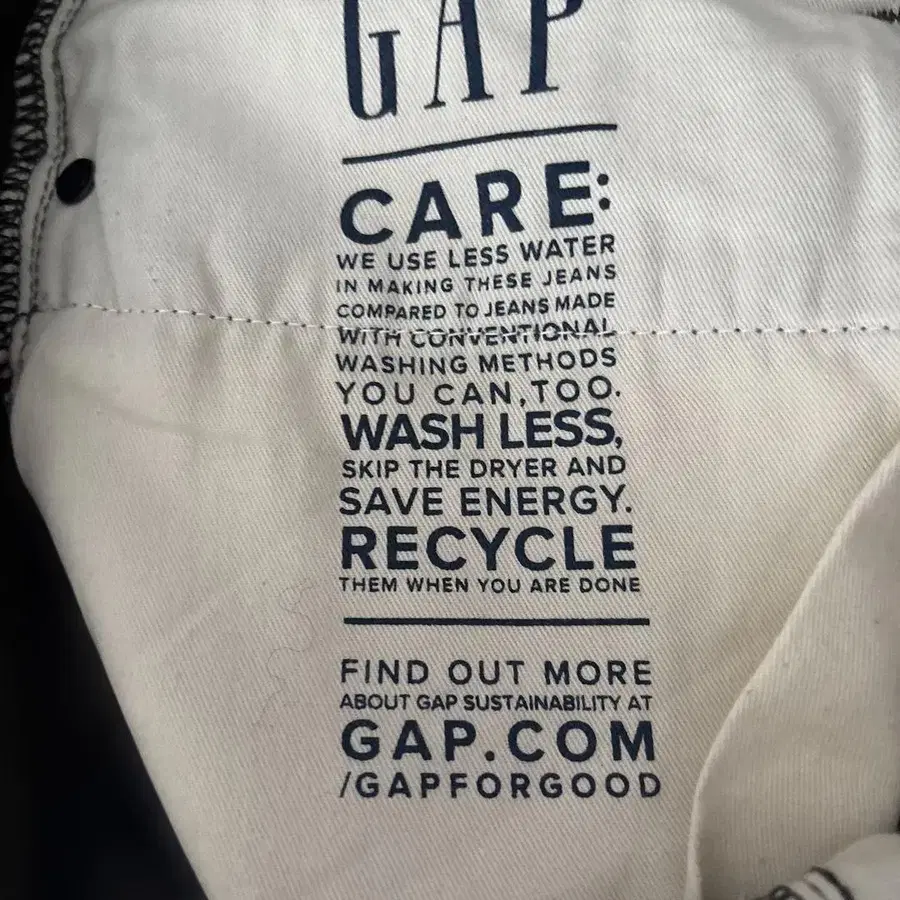 GAP
CARE:
WE USE LESS WATER
IN MAKING THESE JEANS
COMPARED TO JEANS MADE
WITH CONVENTIONAL
WASHING METHODS
YOU CAN, TOO.
WASH LESS,
SKIP THE DRYER AND
SAVE ENERGY.
RECYCLE
THEM WHEN YOU ARE DONE
FIND OUT MORE
ABOUT GAP SUSTAINABILITY AT
GAP.COM
/GAPFORGOOD